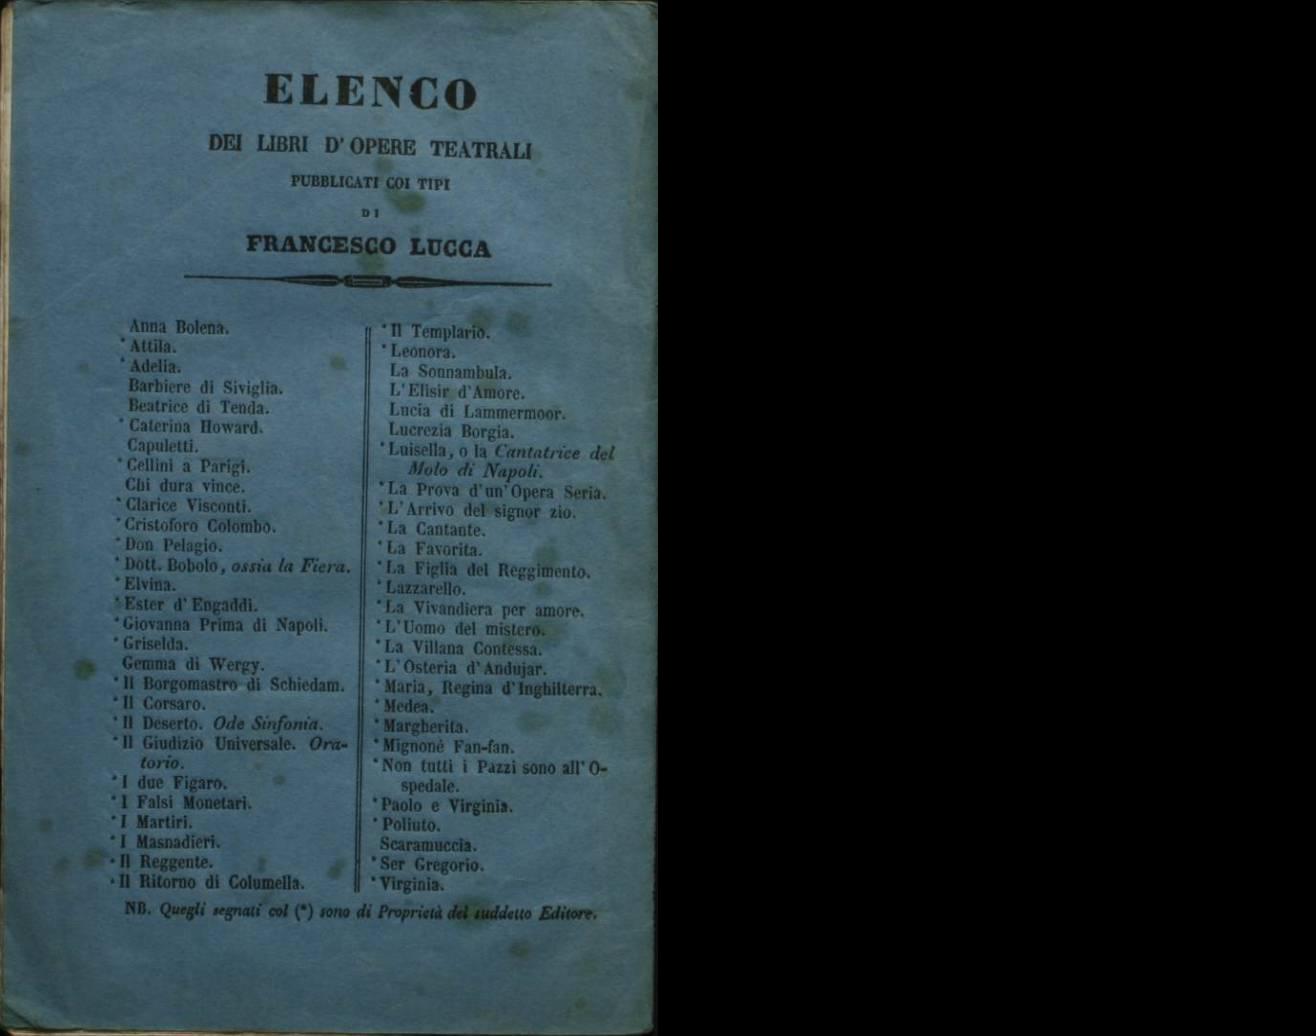 ELENCO
DEI LIBRI D' OPERE TEATRALI
PUBBLICATI COI TIPI
DI
FRANCESCO LUCCA
Anna Bolena.
* Attila.
* Adelia.
Barbiere di Siviglia.
Beatrice di Tenda.
* Caterina Howard.
Capuletti.
* Cellini a Parigi.
Chi dura vince.
* Clarice Visconti.
* Cristoforo Colombo.
* Don Pelagio.
* Dott. Bobolo, ossia la Fiera.
* Elvina.
* Ester d' Engaddi.
* Giovanna Prima di Napoli.
* Griselda.
Gemma di Wergy.
* Il Borgomastro di Schiedam.
* Il Corsaro.
* Il Deserto. Ode Sinfonia.
* Il Giudizio Universale. Ora-
torio.
* I due Figaro.
* I Falsi Monetari.
* I Martiri.
* I Masnadieri.
* Il Reggente.
* Il Ritorno di Columella.
* Il Templario.
* Leonora.
La Sonnambula.
L' Elisir d'Amore.
Lucia di Lammermoor.
Lucrezia Borgia.
* Luisella, o la Cantatrice del
Molo di Napoli.
* La Prova d'un' Opera Seria.
* L' Arrivo del signor zio.
* La Cantante.
* La Favorita.
* La Figlia del Reggimento.
* Lazzarello.
* La Vivandiera per amore.
* L' Uomo del mistero.
* La Villana Contessa.
* L' Osteria d' Andujar.
* Maria, Regina d' Inghilterra.
* Medea.
* Margherita.
* Mignonè Fan-fan.
* Non tutti i Pazzi sono all' O-
spedale.
* Paolo e Virginia.
* Poliuto.
Scaramuccia.
* Ser Gregorio.
* Virginia.
NB. Quegli segnati col (*) sono di Proprietà del suddetto Editore.